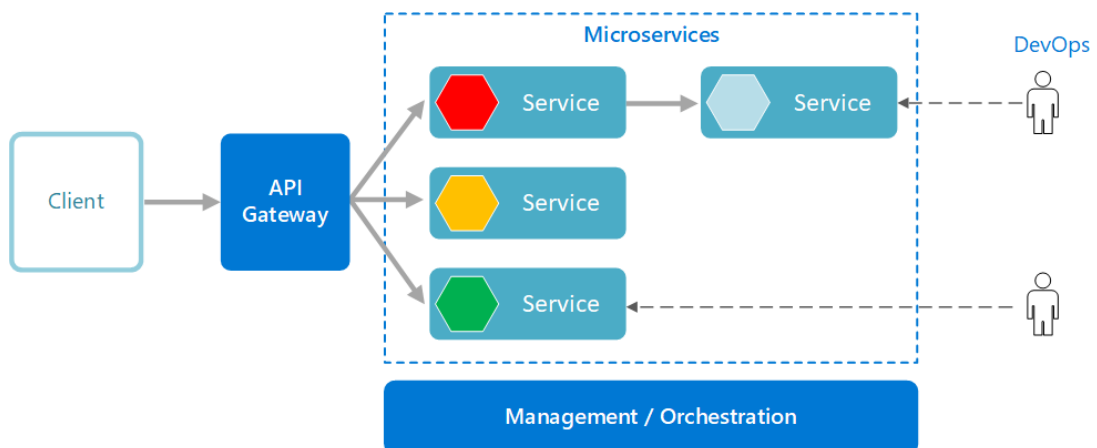 Microservices
DevOps
Service
Service
Client
API
Gateway
Service
Service
Management / Orchestration